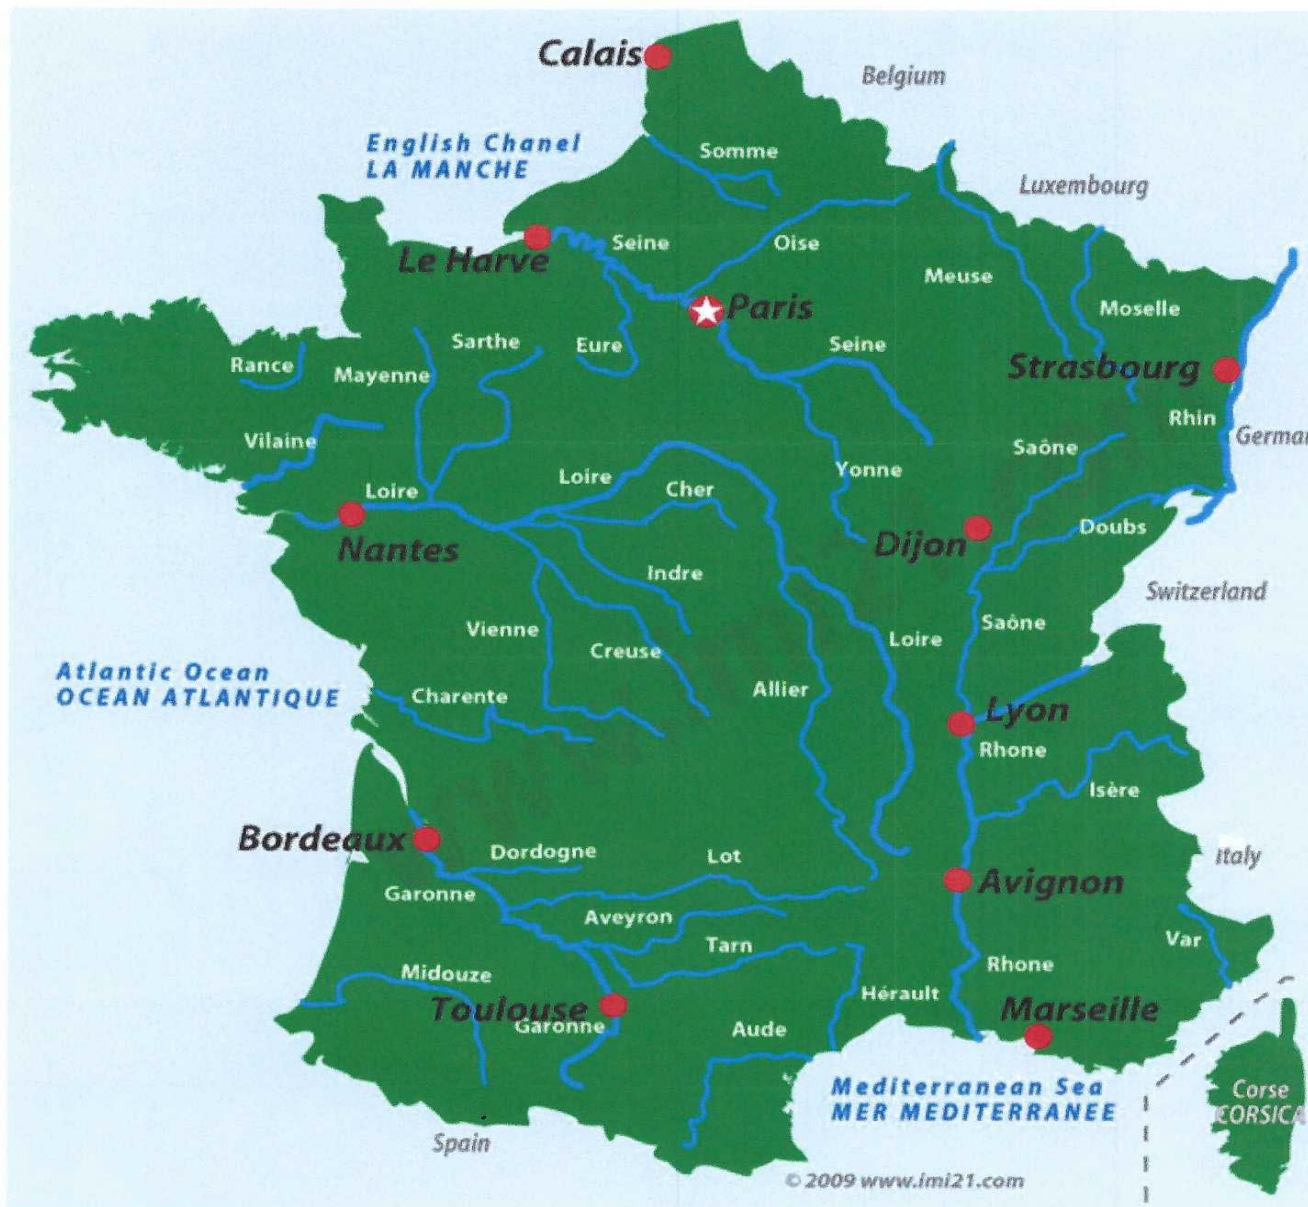 Calais
Belgium
English Chanel
LA MANCHE
Somme
Luxembourg
Seine
Oise
Le Harve
Meuse
Paris
Moselle
Sarthe
Eure
Seine
Rance
Mayenne
Strasbourg
Rhin
Vilaine
German
Saône
Loire
Yonne
Loire
Cher
Doubs
Nantes
Dijon
Indre
Switzerland
Vienne
Saône
Creuse
Loire
Atlantic Ocean
OCEAN ATLANTIQUE
Charente
Allier
Lyon
Rhone
Isère
Bordeaux
Dordogne
Lot
Italy
Garonne
Avignon
Aveyron
Tarn
Var
Midouze
Rhone
Hérault
Toulouse
Garonne
Aude
Marseille
Mediterranean Sea
MER MEDITERRANEE
Corse
CORSICA
Spain
© 2009 www.imi21.com